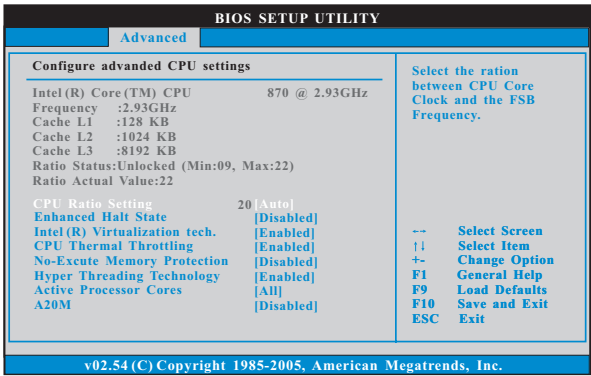 BIOS SETUP UTILITY
Advanced
Configure advanded CPU settings
Intel(R) Core(TM) CPU 870 @ 2.93GHz
Frequency :2.93GHz
Cache L1 :128 KB
Cache L2 :1024 KB
Cache L3 :8192 KB
Ratio Status:Unlocked (Min:09, Max:22)
Ratio Actual Value:22
CPU Ratio Setting 20 [Auto]
Enhanced Halt State [Disabled]
Intel(R) Virtualization tech. [Enabled]
CPU Thermal Throttling [Enabled]
No-Excute Memory Protection [Disabled]
Hyper Threading Technology [Enabled]
Active Processor Cores [All]
A20M [Disabled]
Select the ration
between CPU Core
Clock and the FSB
Frequency.
←→ Select Screen
↑↓ Select Item
+- Change Option
F1 General Help
F9 Load Defaults
F10 Save and Exit
ESC Exit
v02.54 (C) Copyright 1985-2005, American Megatrends, Inc.